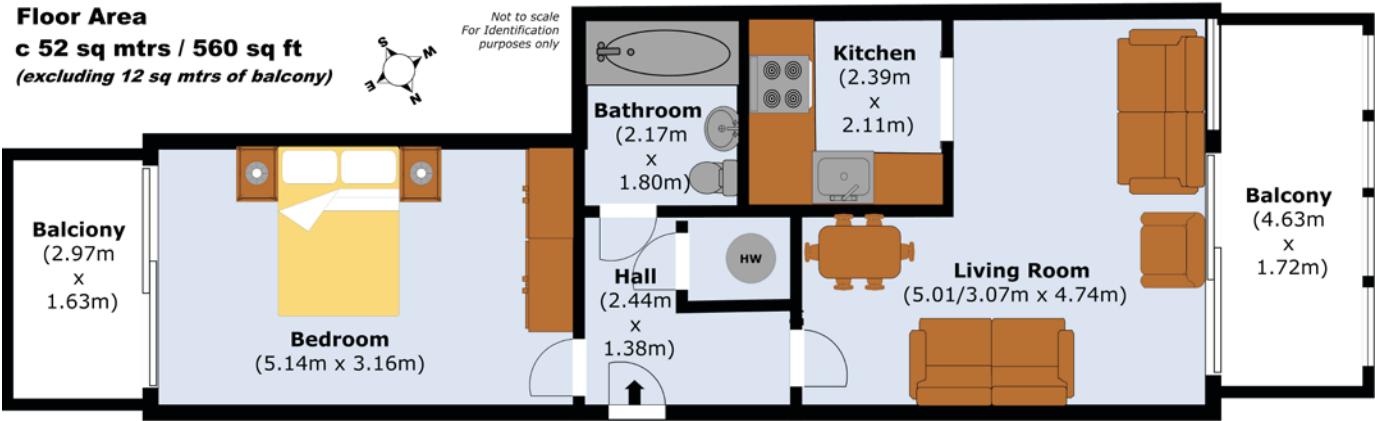 Floor Area
c 52 sq mtrs / 560 sq ft
(excluding 12 sq mtrs of balcony)
S
W
E
N
Not to scale
For Identification
purposes only
Balciony
(2.97m
x
1.63m)
Bedroom
(5.14m x 3.16m)
Bathroom
(2.17m
x
1.80m)
Kitchen
(2.39m
x
2.11m)
HW
Hall
(2.44m
x
1.38m)
Living Room
(5.01/3.07m x 4.74m)
Balcony
(4.63m
x
1.72m)